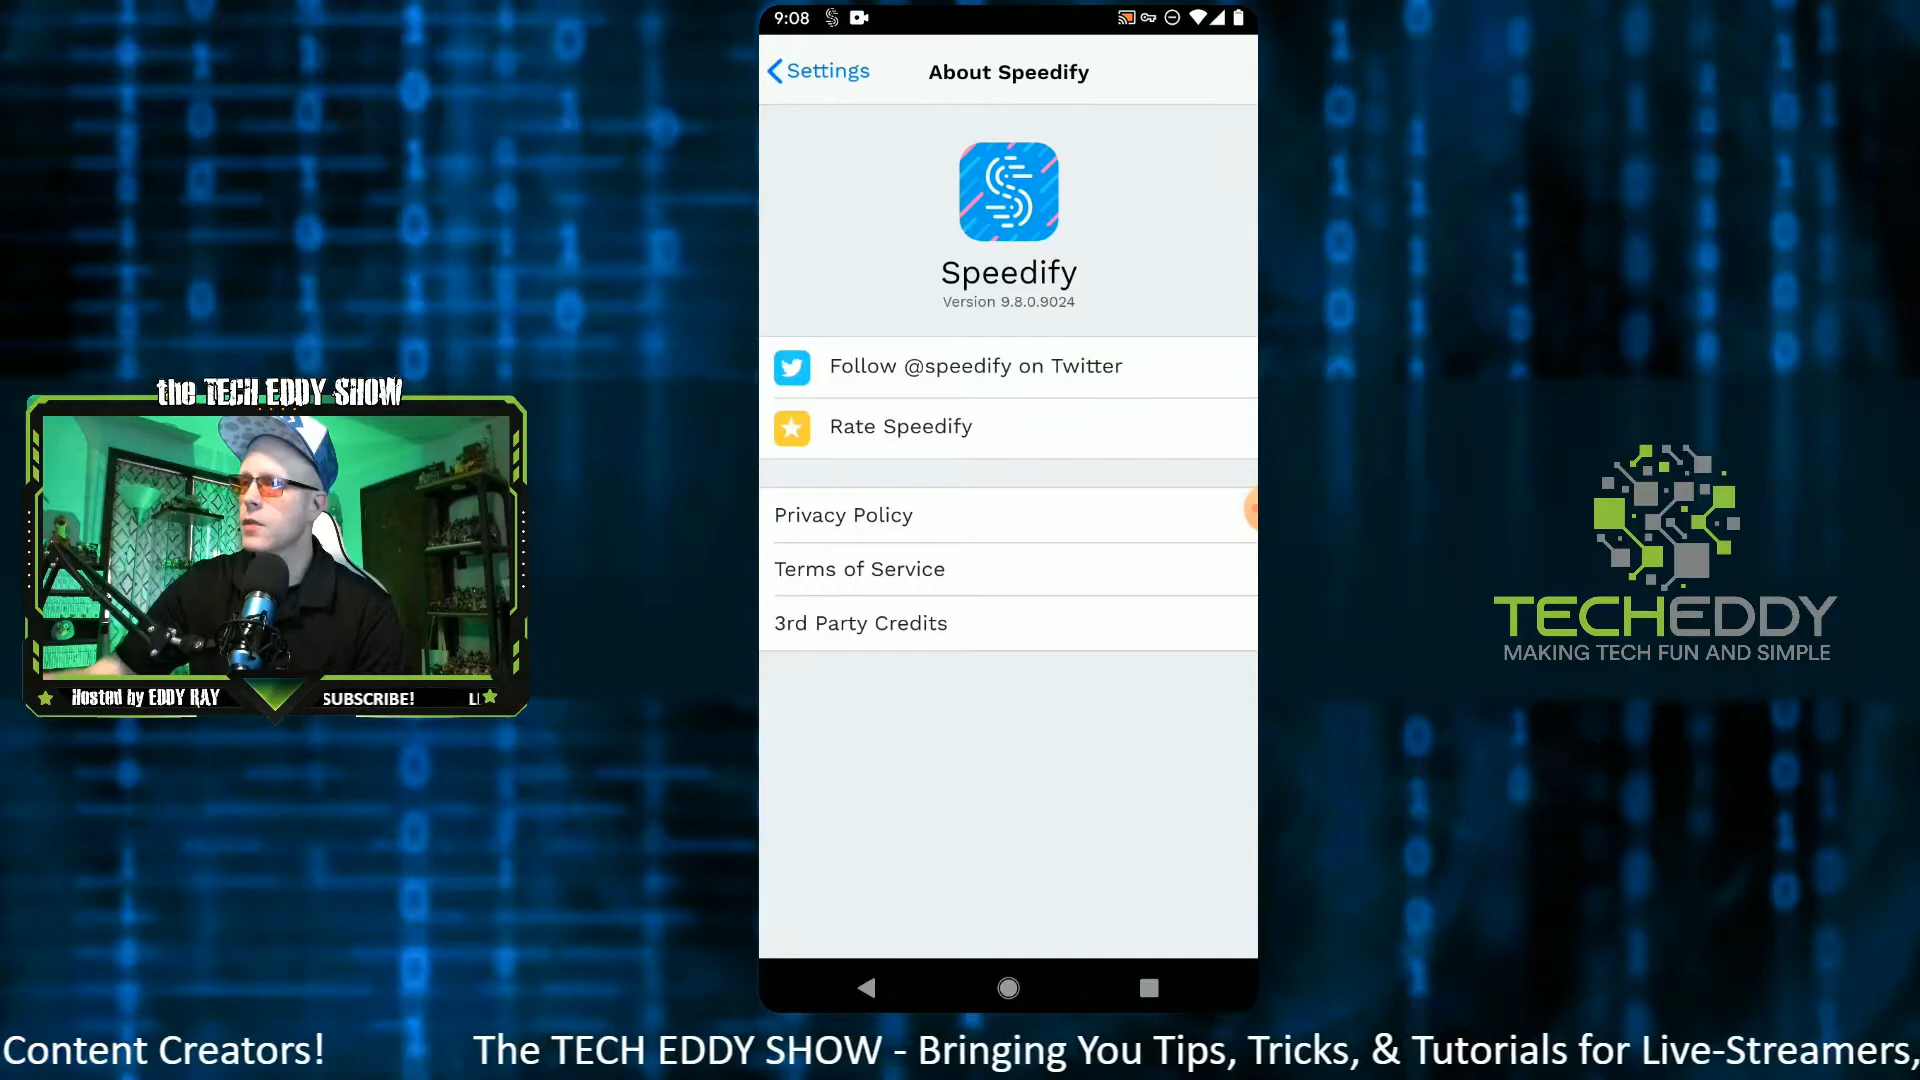 9:08
Settings
About Speedify
Speedify
Version 9.8.0.9024
Follow @speedify on Twitter
Rate Speedify
Privacy Policy
Terms of Service
3rd Party Credits
the TECH EDDY SHOW
Hosted by EDDY RAY
SUBSCRIBE!
TECHEDDY
MAKING TECH FUN AND SIMPLE
Content Creators! The TECH EDDY SHOW - Bringing You Tips, Tricks, & Tutorials for Live-Streamers,